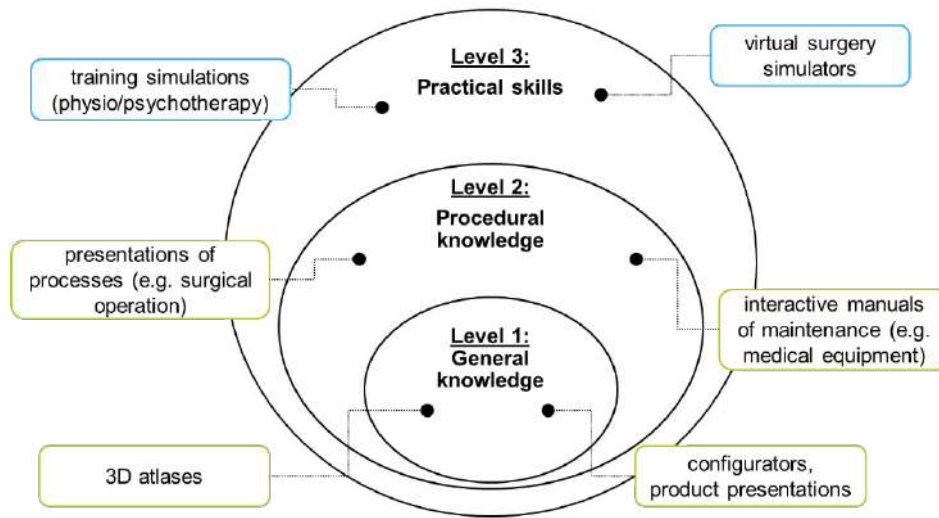 Level 3:
Practical skills
training simulations
(physio/psychotherapy)
virtual surgery
simulators
Level 2:
Procedural
knowledge
presentations of
processes (e.g. surgical
operation)
interactive manuals
of maintenance (e.g.
medical equipment)
Level 1:
General
knowledge
3D atlases
configurators,
product presentations